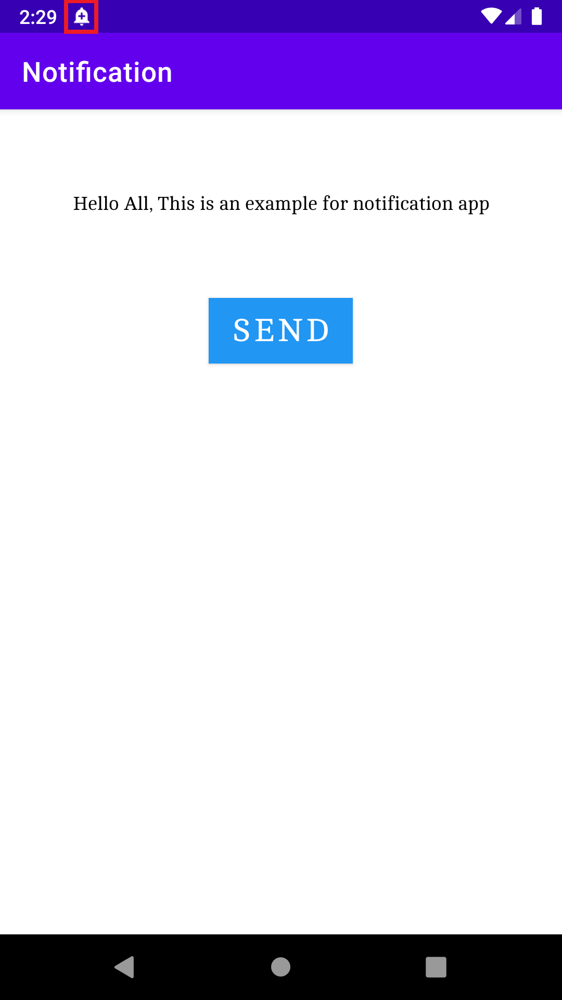 2:29
Notification
Hello All, This is an example for notification app
SEND